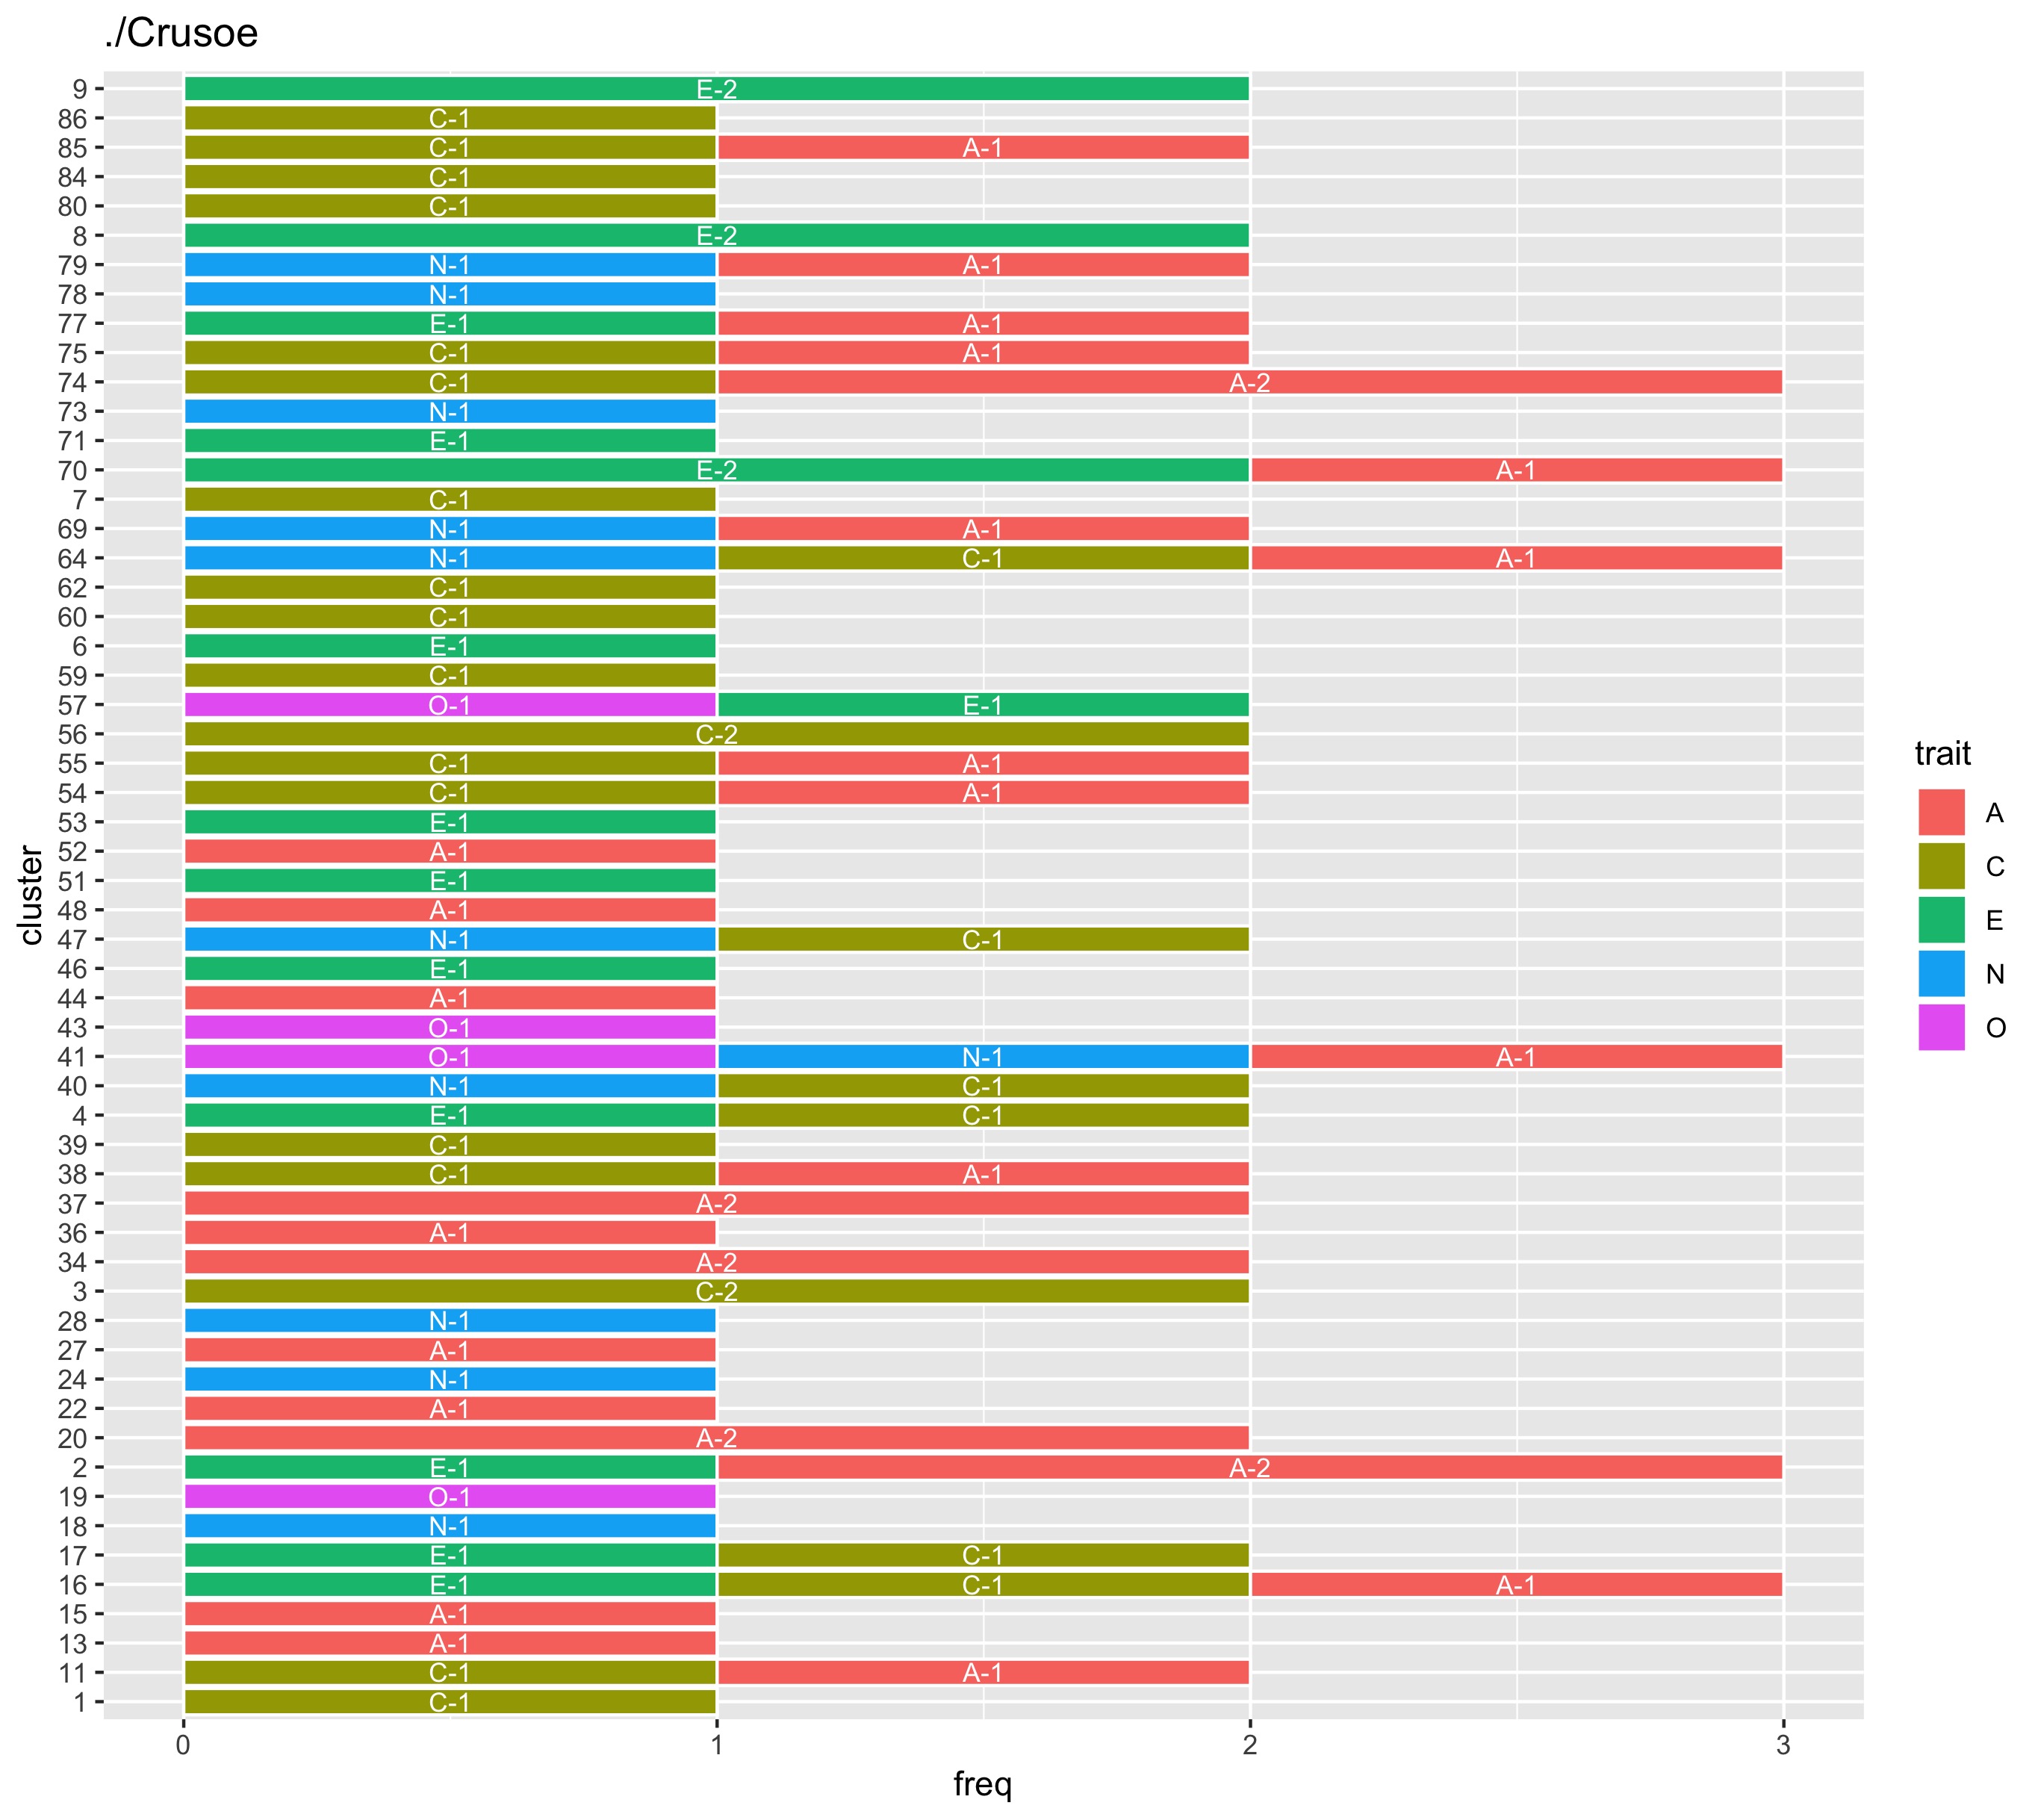 ./Crusoe
9 E-2
86 C-1
85 C-1 A-1
84 C-1
80 C-1
8 E-2
79 N-1 A-1
78 N-1
77 E-1 A-1
75 C-1 A-1
74 C-1 A-2
73 N-1
71 E-1
70 E-2 A-1
7 C-1
69 N-1 A-1
64 N-1 C-1 A-1
62 C-1
60 C-1
6 E-1
59 C-1
57 O-1 E-1
56 C-2
55 C-1 A-1
54 C-1 A-1
53 E-1
52 A-1
51 E-1
48 A-1
47 N-1 C-1
46 E-1
44 A-1
43 O-1
41 O-1 N-1 A-1
40 N-1 C-1
4 E-1 C-1
39 C-1
38 C-1 A-1
37 A-2
36 A-1
34 A-2
3 C-2
28 N-1
27 A-1
24 N-1
22 A-1
20 A-2
2 E-1 A-2
19 O-1
18 N-1
17 E-1 C-1
16 E-1 C-1 A-1
15 A-1
13 A-1
11 C-1 A-1
1 C-1
0 1 2 3
freq
cluster
trait
A
C
E
N
O